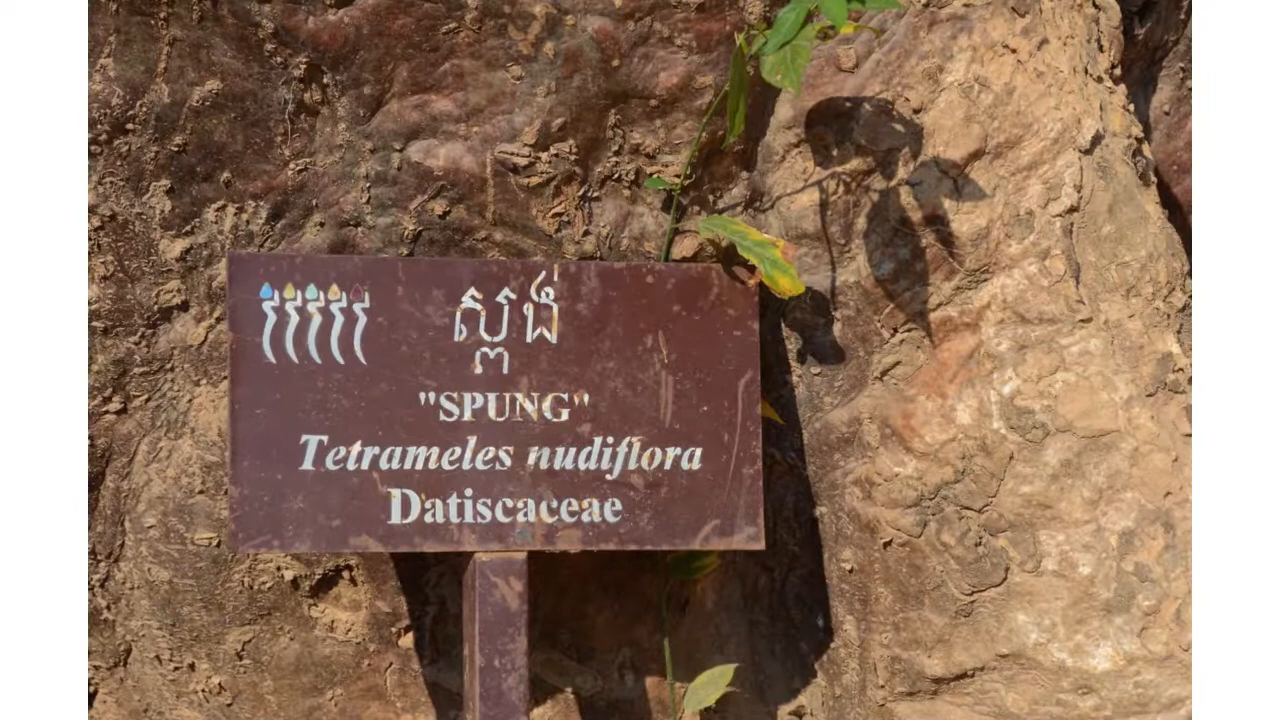 ស្ពង់
"SPUNG"
Tetrameles nudiflora
Datiscaceae